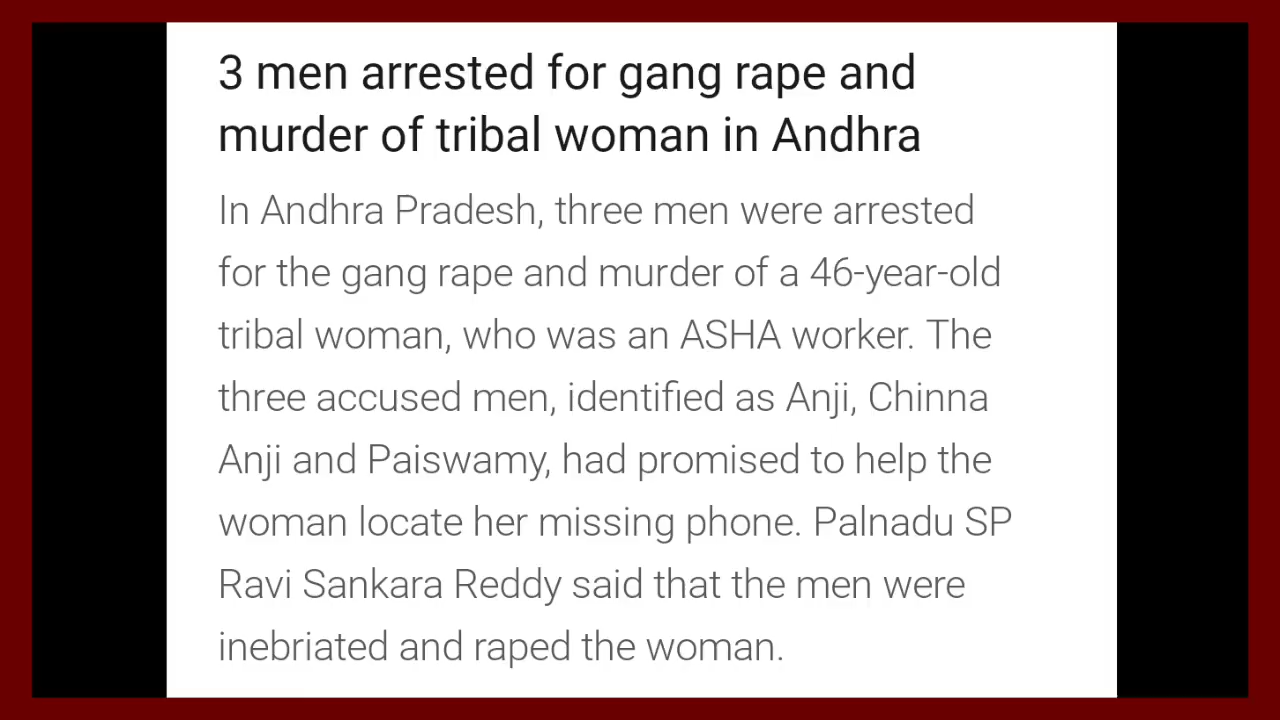 3 men arrested for gang rape and
murder of tribal woman in Andhra
In Andhra Pradesh, three men were arrested
for the gang rape and murder of a 46-year-old
tribal woman, who was an ASHA worker. The
three accused men, identified as Anji, Chinna
Anji and Paiswamy, had promised to help the
woman locate her missing phone. Palnadu SP
Ravi Sankara Reddy said that the men were
inebriated and raped the woman.